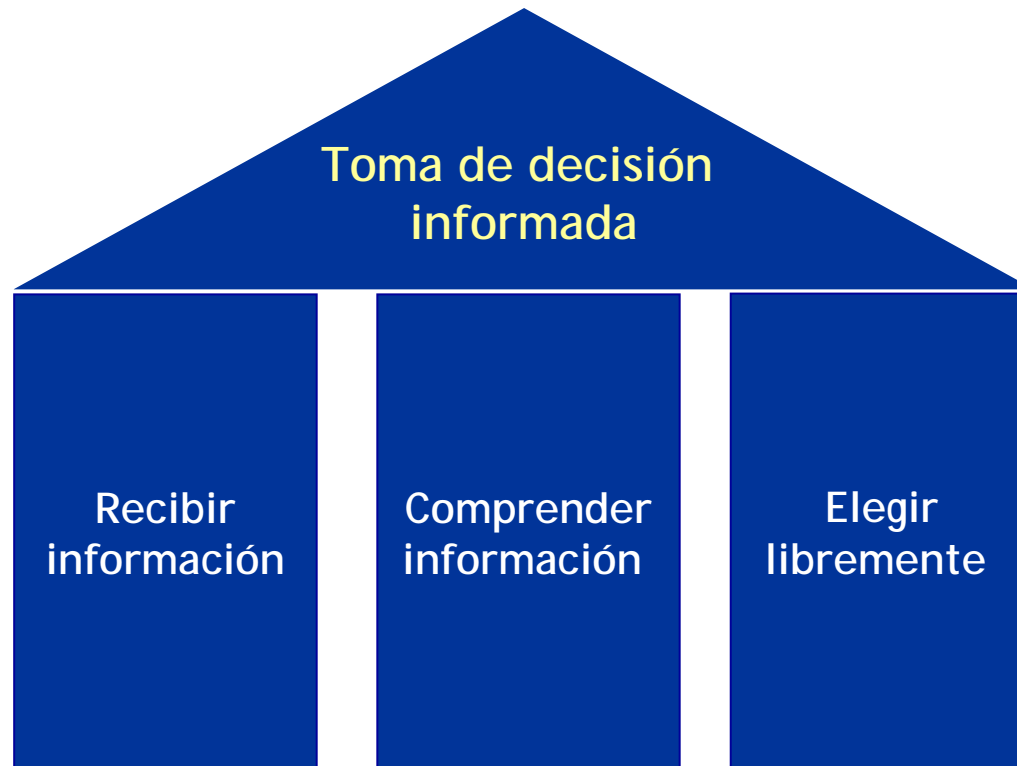 Toma de decisión
informada
Recibir
información
Comprender
información
Elegir
libremente